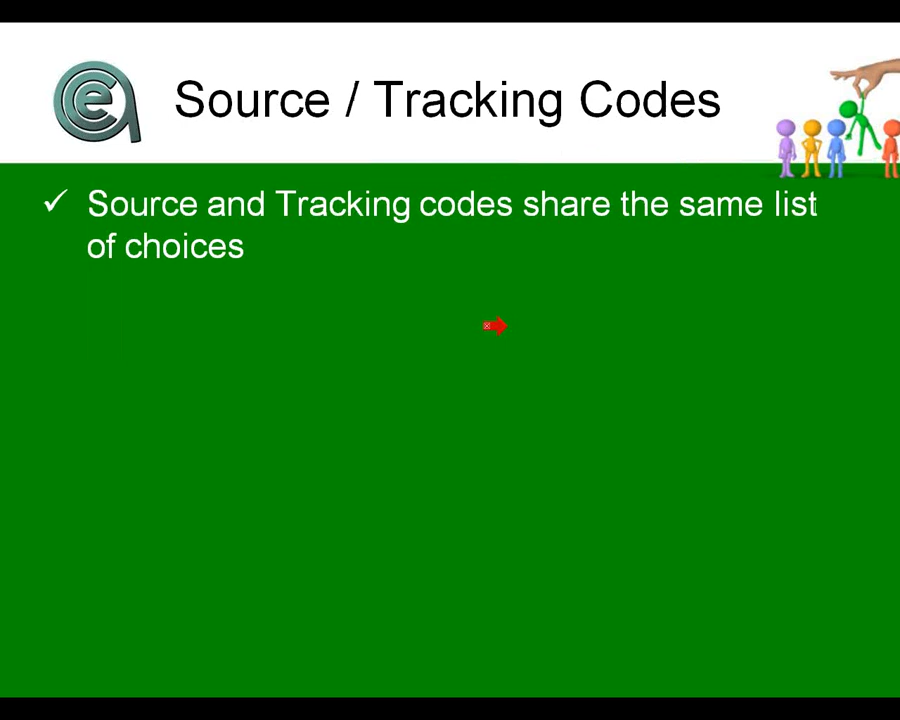 Source / Tracking Codes
✓ Source and Tracking codes share the same list
of choices